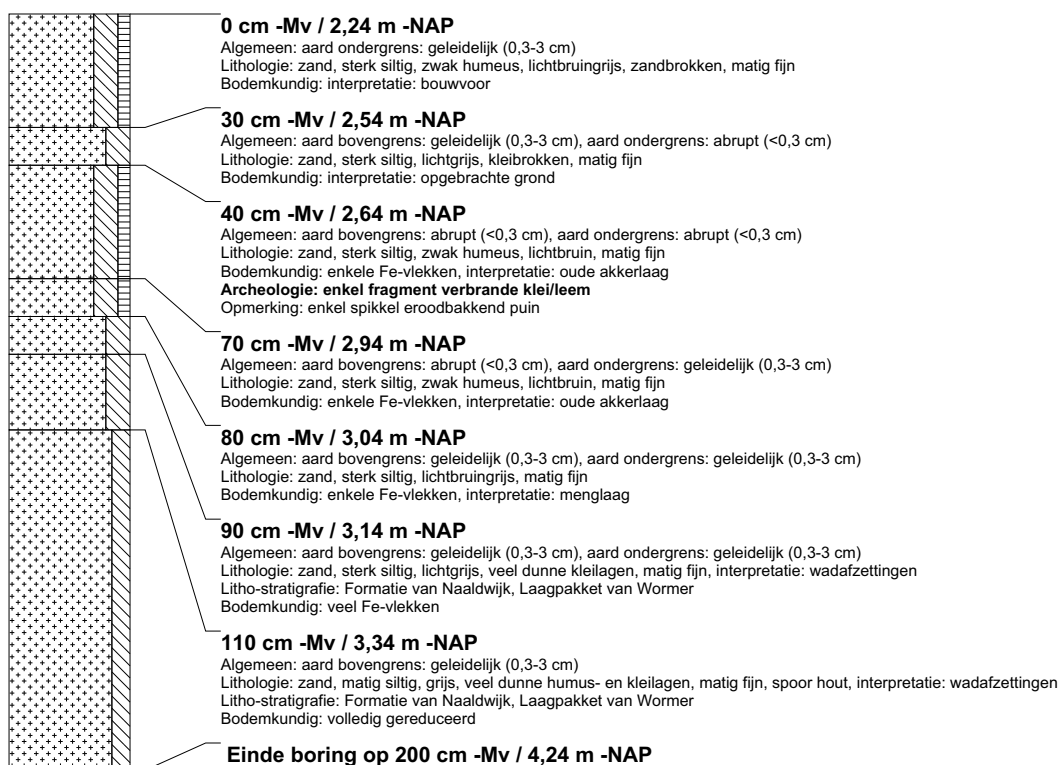 0 cm -Mv / 2,24 m -NAP
Algemeen: aard ondergrens: geleidelijk (0,3-3 cm)
Lithologie: zand, sterk siltig, zwak humeus, lichtbruingrijs, zandbrokken, matig fijn
Bodemkundig: interpretatie: bouwvoor
30 cm -Mv / 2,54 m -NAP
Algemeen: aard bovengrens: geleidelijk (0,3-3 cm), aard ondergrens: abrupt (<0,3 cm)
Lithologie: zand, sterk siltig, lichtgrijs, kleibrokken, matig fijn
Bodemkundig: interpretatie: opgebrachte grond
40 cm -Mv / 2,64 m -NAP
Algemeen: aard bovengrens: abrupt (<0,3 cm), aard ondergrens: abrupt (<0,3 cm)
Lithologie: zand, sterk siltig, zwak humeus, lichtbruin, matig fijn
Bodemkundig: enkele Fe-vlekken, interpretatie: oude akkerlaag
Archeologie: enkel fragment verbrande klei/leem
Opmerking: enkel spikkel eroodbakkend puin
70 cm -Mv / 2,94 m -NAP
Algemeen: aard bovengrens: abrupt (<0,3 cm), aard ondergrens: geleidelijk (0,3-3 cm)
Lithologie: zand, sterk siltig, zwak humeus, lichtbruin, matig fijn
Bodemkundig: enkele Fe-vlekken, interpretatie: oude akkerlaag
80 cm -Mv / 3,04 m -NAP
Algemeen: aard bovengrens: geleidelijk (0,3-3 cm), aard ondergrens: geleidelijk (0,3-3 cm)
Lithologie: zand, sterk siltig, lichtbruingrijs, matig fijn
Bodemkundig: enkele Fe-vlekken, interpretatie: menglaag
90 cm -Mv / 3,14 m -NAP
Algemeen: aard bovengrens: geleidelijk (0,3-3 cm), aard ondergrens: geleidelijk (0,3-3 cm)
Lithologie: zand, sterk siltig, lichtgrijs, veel dunne kleilagen, matig fijn, interpretatie: wadafzettingen
Litho-stratigrafie: Formatie van Naaldwijk, Laagpakket van Wormer
Bodemkundig: veel Fe-vlekken
110 cm -Mv / 3,34 m -NAP
Algemeen: aard bovengrens: geleidelijk (0,3-3 cm)
Lithologie: zand, matig siltig, grijs, veel dunne humus- en kleilagen, matig fijn, spoor hout, interpretatie: wadafzettingen
Litho-stratigrafie: Formatie van Naaldwijk, Laagpakket van Wormer
Bodemkundig: volledig gereduceerd
Einde boring op 200 cm -Mv / 4,24 m -NAP